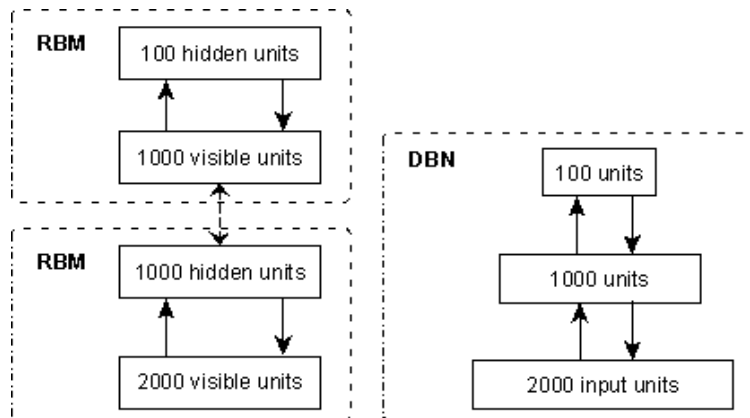 RBM
100 hidden units
1000 visible units
RBM
1000 hidden units
2000 visible units
DBN
100 units
1000 units
2000 input units